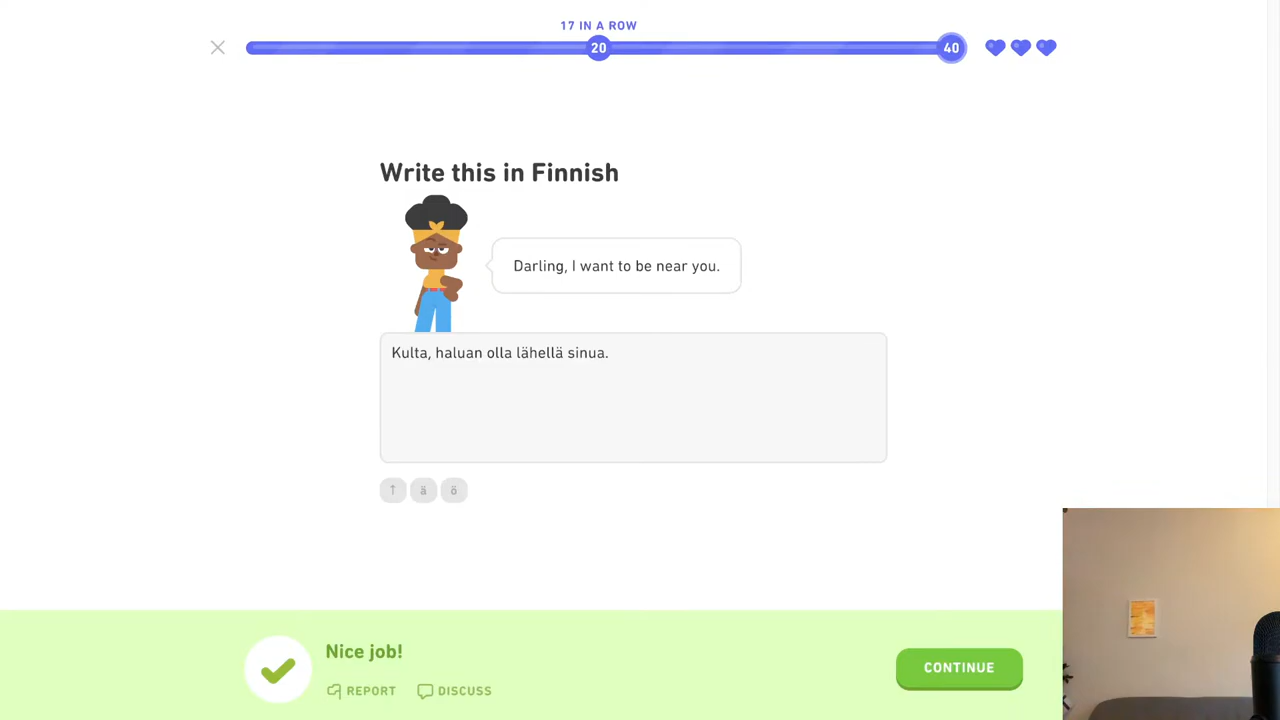 17 IN A ROW
20
40
Write this in Finnish
Darling, I want to be near you.
Kulta, haluan olla lähellä sinua.
↑ ä ö
Nice job!
REPORT DISCUSS
CONTINUE